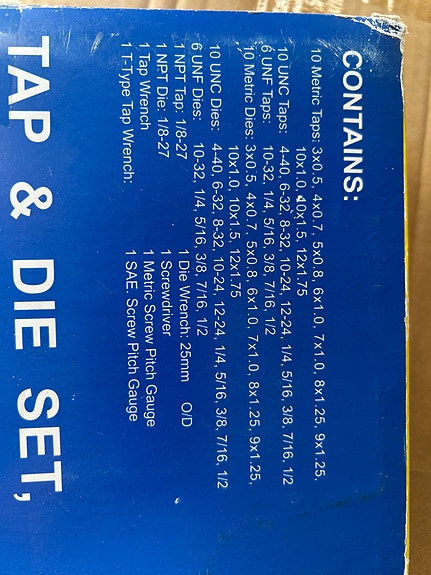 CONTAINS:
10 Metric Taps: 3x0.5, 4x0.7, 5x0.8, 6x1.0, 7x1.0, 8x1.25, 9x1.25,
10x1.0, 10x1.5, 12x1.75
10 UNC Taps: 4-40, 6-32, 8-32, 10-24, 12-24, 1/4, 5/16, 3/8, 7/16, 1/2
6 UNF Taps: 10-32, 1/4, 5/16, 3/8, 7/16, 1/2
10 Metric Dies: 3x0.5, 4x0.7, 5x0.8, 6x1.0, 7x1.0, 8x1.25, 9x1.25,
10x1.0, 10x1.5, 12x1.75
10 UNC Dies: 4-40, 6-32, 8-32, 10-24, 12-24, 1/4, 5/16, 3/8, 7/16, 1/2
6 UNF Dies: 10-32, 1/4, 5/16, 3/8, 7/16, 1/2
1 NPT Tap: 1/8-27 1 Die Wrench: 25mm O/D
1 NPT Die: 1/8-27 1 Screwdriver
1 Tap Wrench 1 Metric Screw Pitch Gauge
1 T-Type Tap Wrench: 1 SAE. Screw Pitch Gauge
TAP & DIE SET,